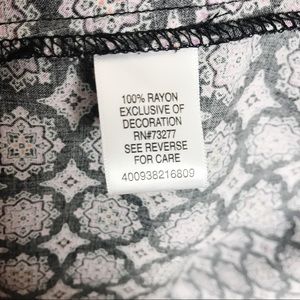 100% RAYON
EXCLUSIVE OF
DECORATION
RN#73277
SEE REVERSE
FOR CARE
400938216809